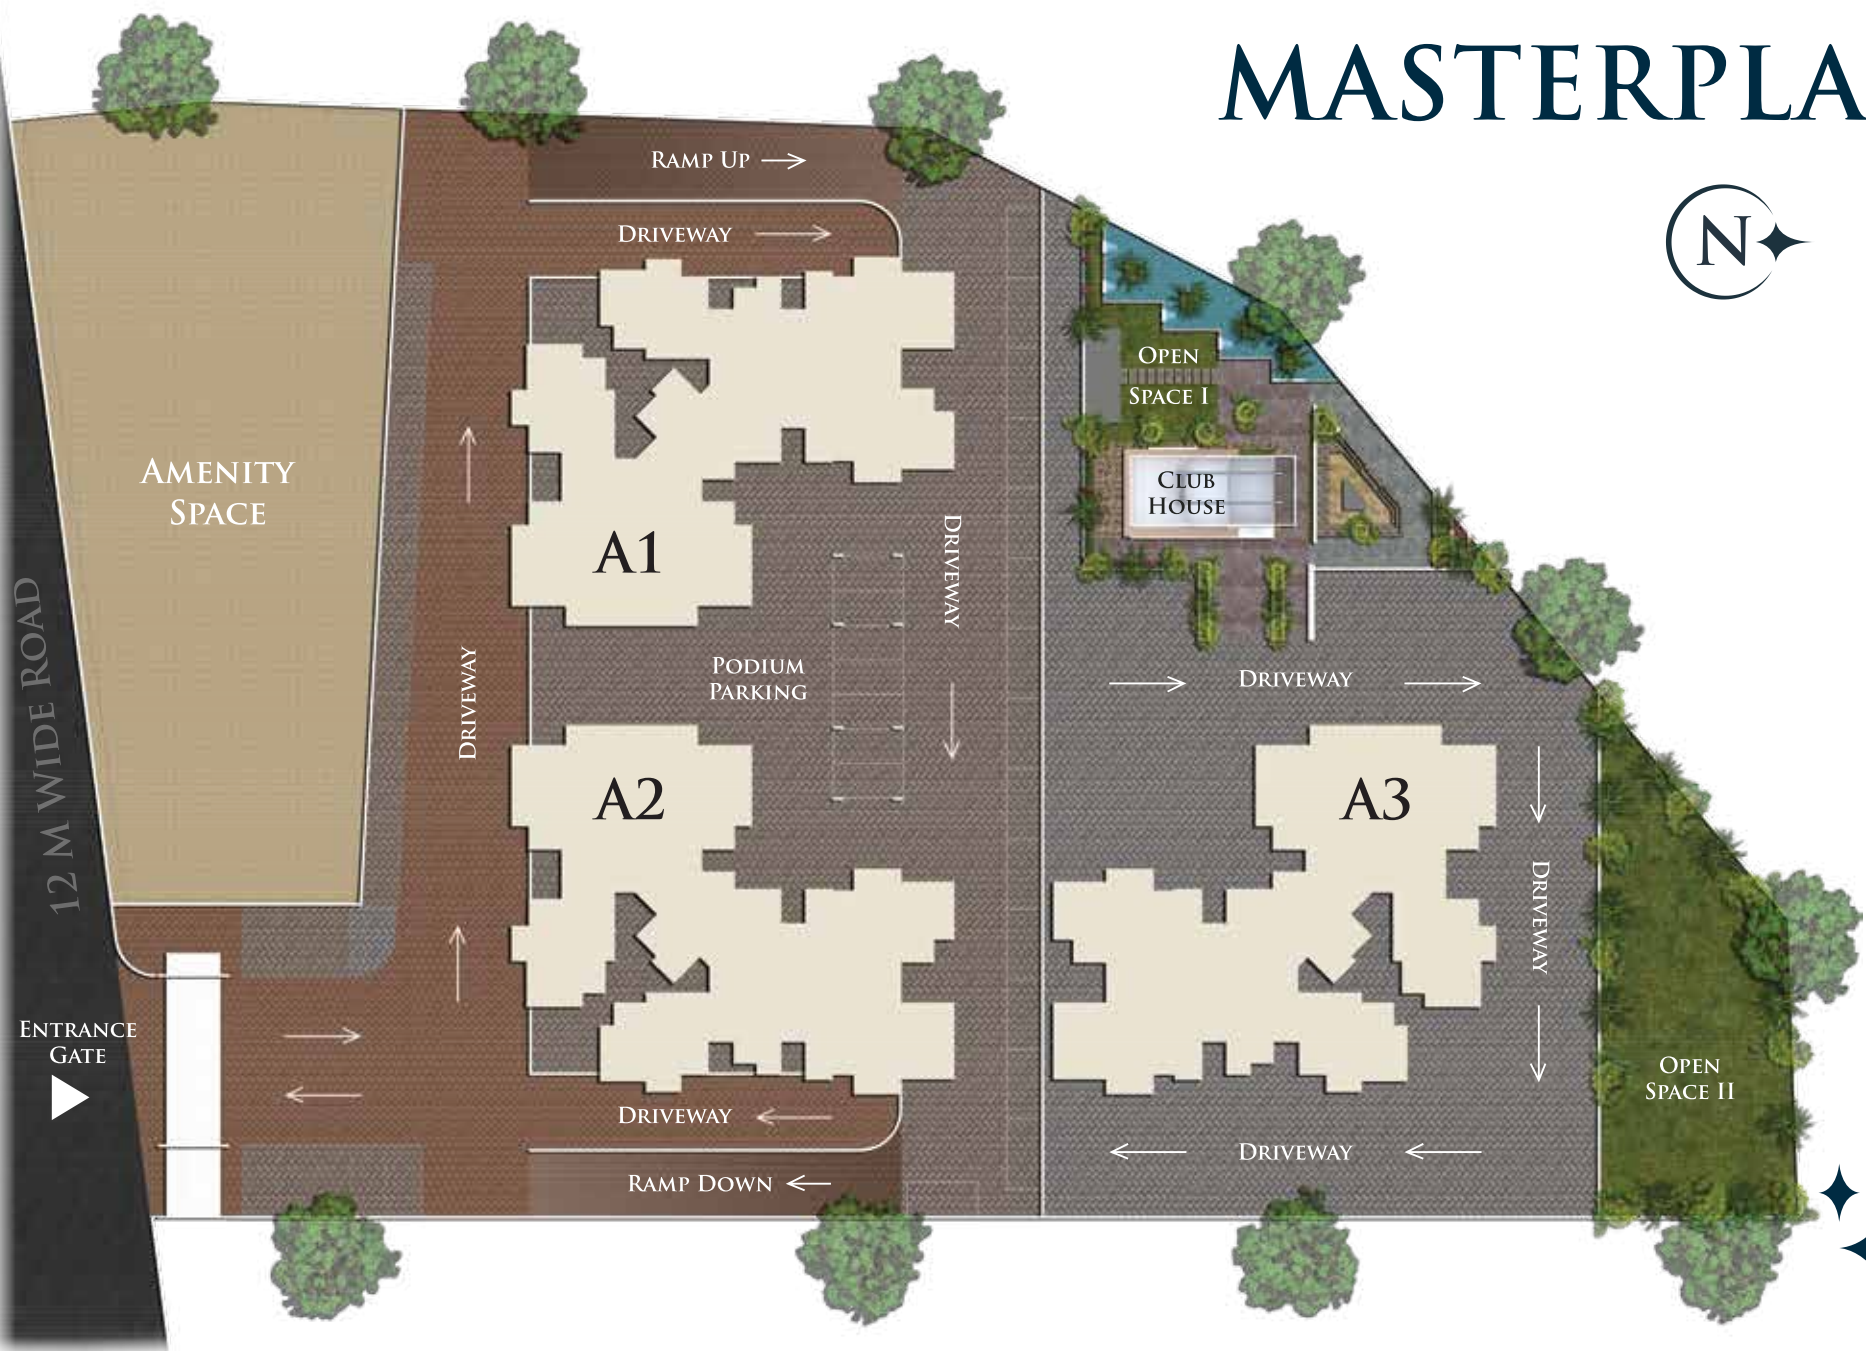 MASTERPLA
N
RAMP UP
DRIVEWAY
OPEN
SPACE I
CLUB
HOUSE
AMENITY
SPACE
A1
DRIVEWAY
12 M WIDE ROAD
DRIVEWAY
PODIUM
PARKING
DRIVEWAY
A2
A3
DRIVEWAY
ENTRANCE
GATE
OPEN
SPACE II
DRIVEWAY
DRIVEWAY
RAMP DOWN